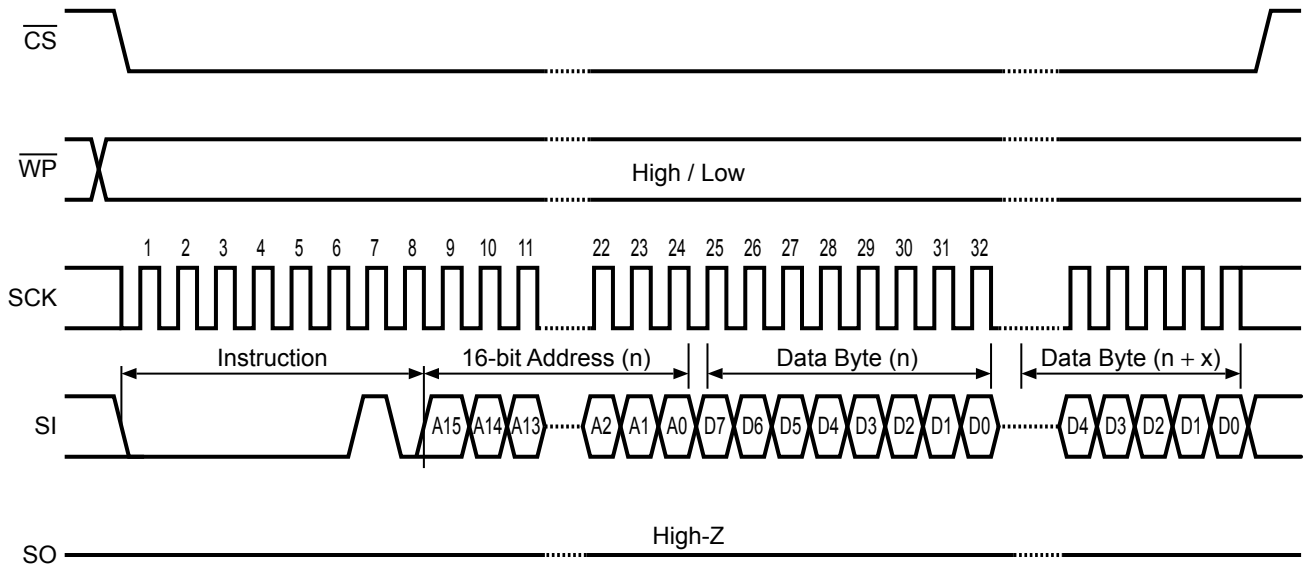 CS
WP
High / Low
1 2 3 4 5 6 7 8 9 10 11 22 23 24 25 26 27 28 29 30 31 32
SCK
Instruction 16-bit Address (n) Data Byte (n) Data Byte (n + x)
SI A15 A14 A13 A2 A1 A0 D7 D6 D5 D4 D3 D2 D1 D0 D4 D3 D2 D1 D0
High-Z
SO